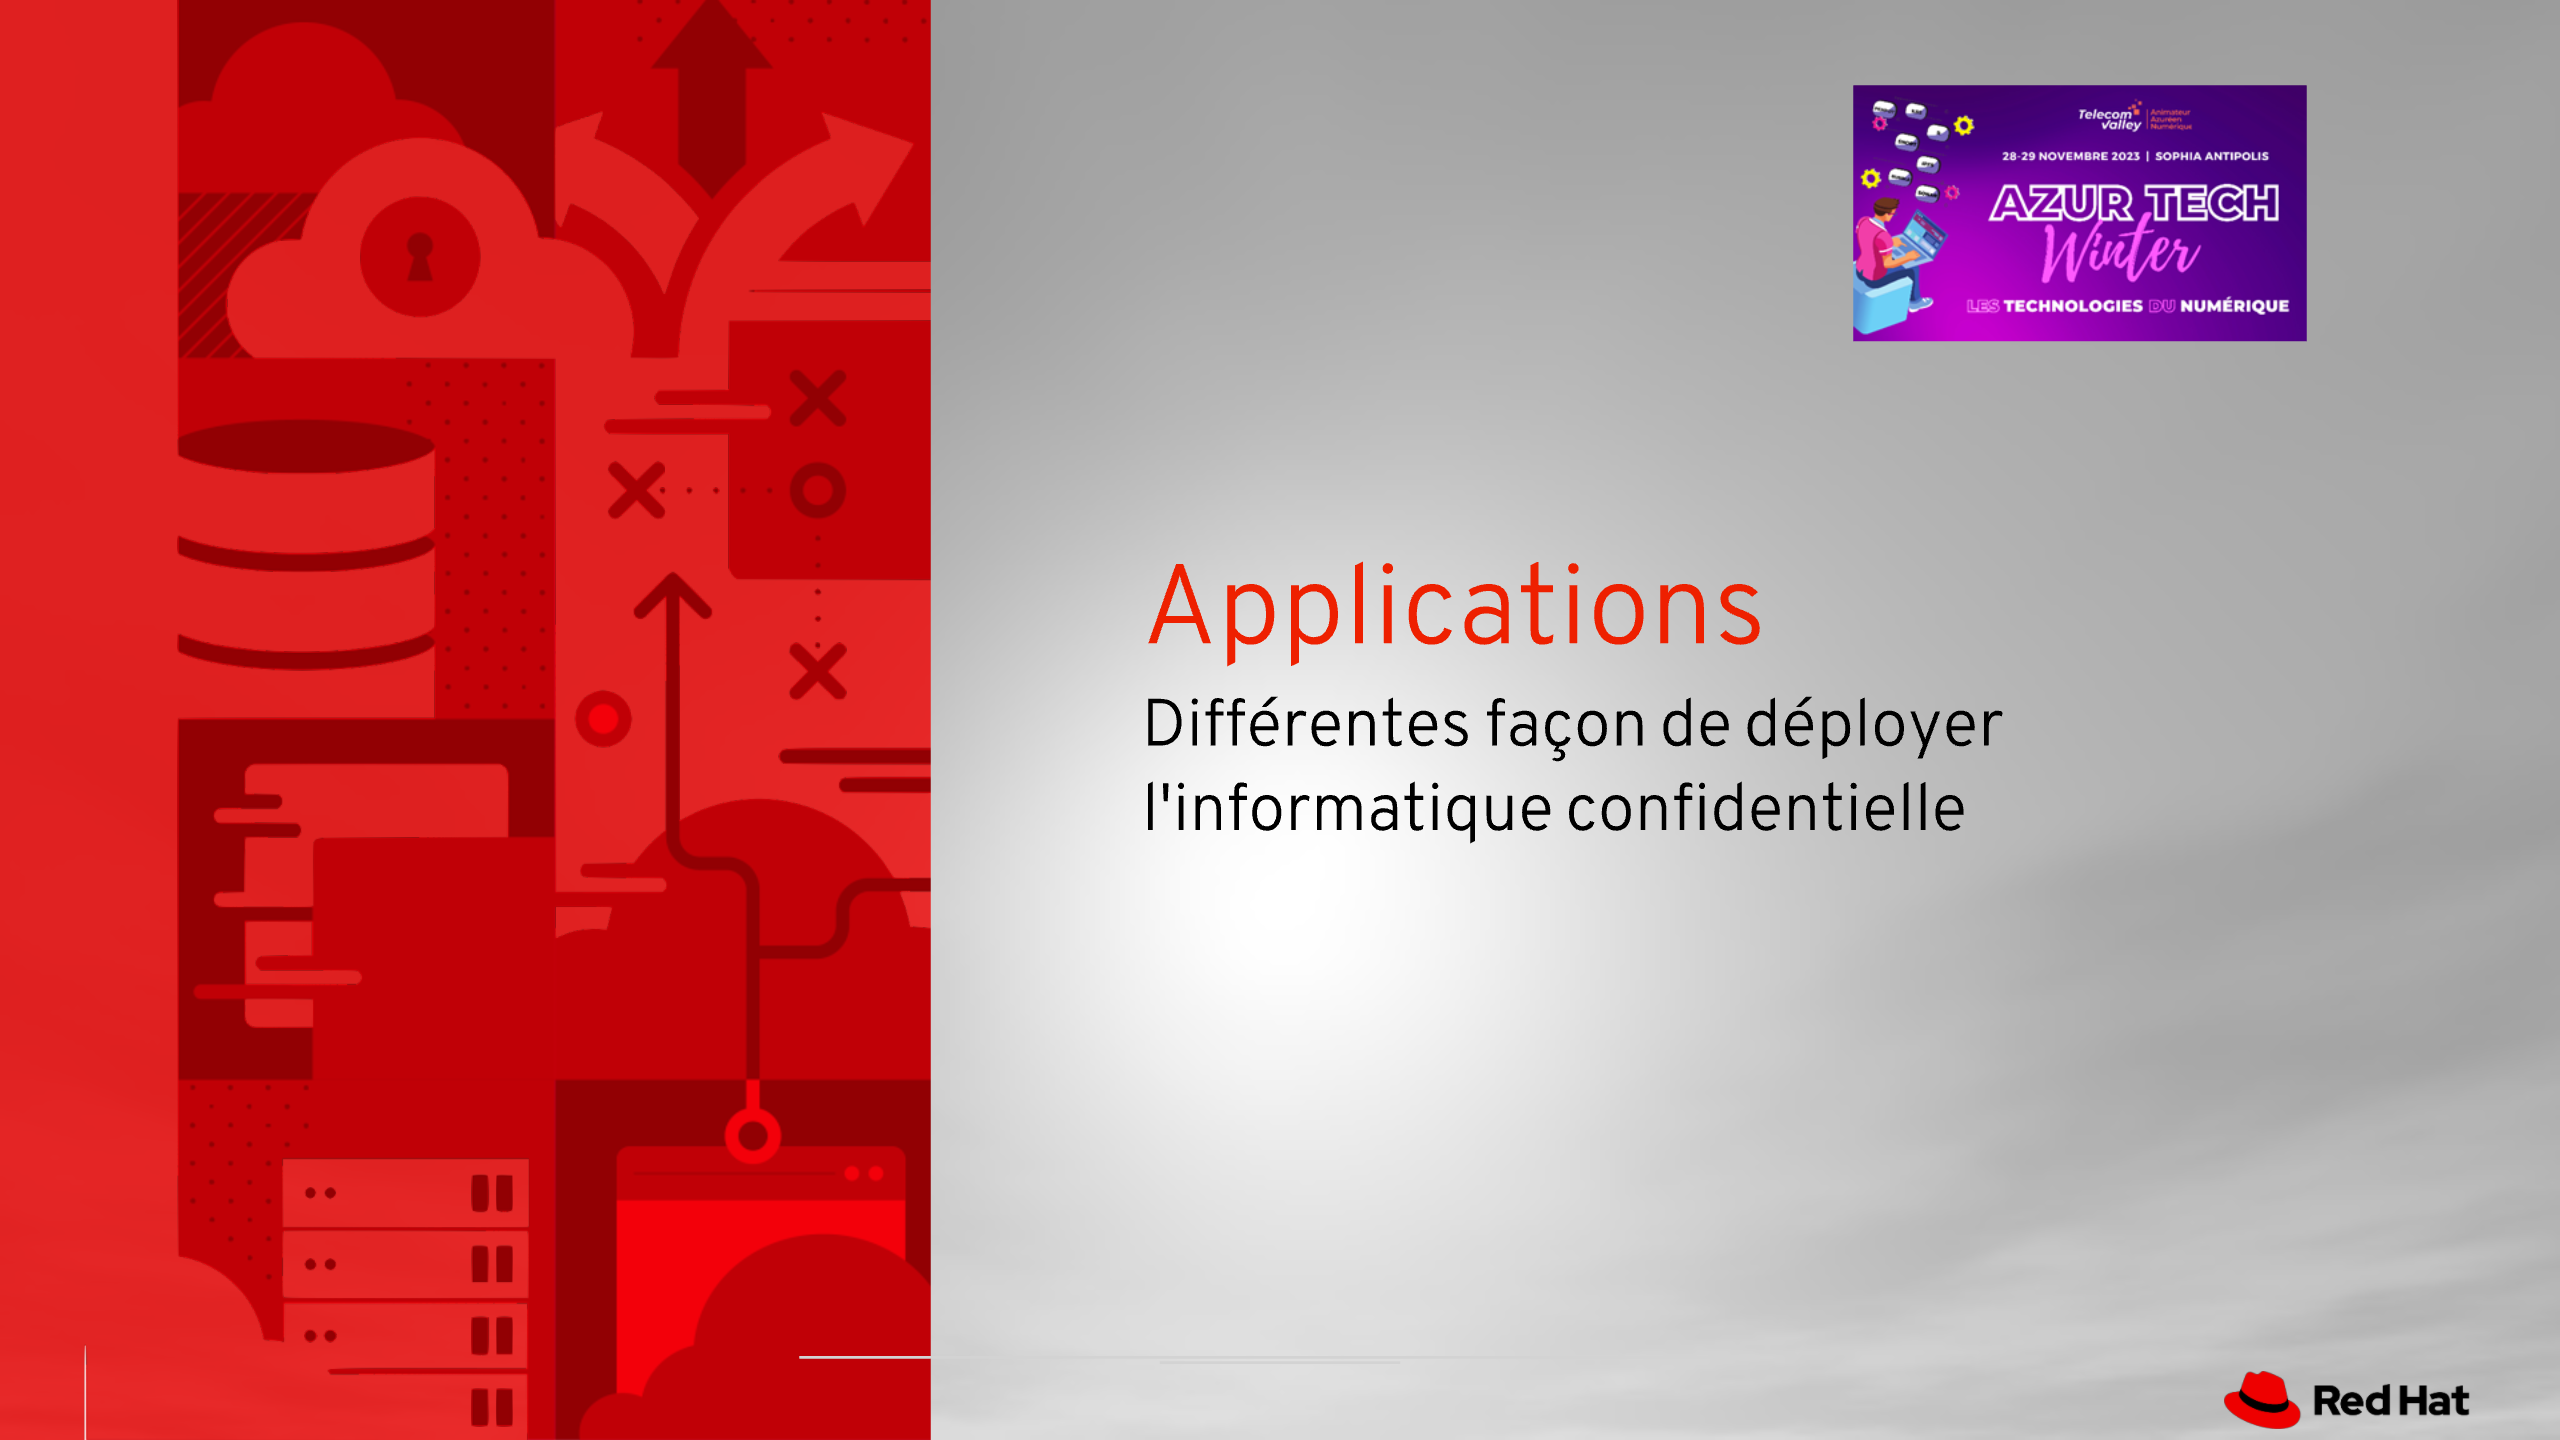 Telecom
Valley
Animateur
Azuréen
Numérique
28-29 NOVEMBRE 2023 | SOPHIA ANTIPOLIS
AZUR TECH
Winter
LES TECHNOLOGIES DU NUMÉRIQUE
Applications
Différentes façon de déployer
l'informatique confidentielle
Red Hat